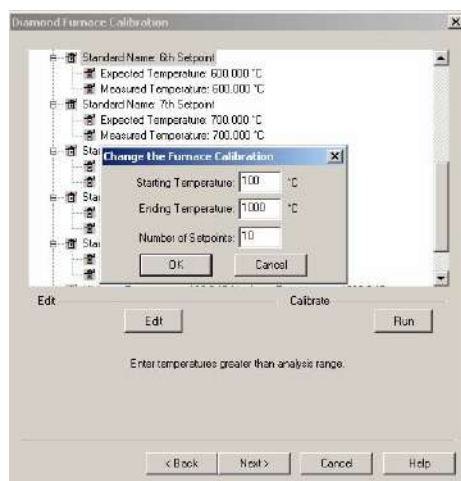 Diamond Furnace Calibration
Standard Name: 6th Setpoint
Expected Temperature: 600.000 °C
Measured Temperature: 600.000 °C
Standard Name: 7th Setpoint
Expected Temperature: 700.000 °C
Measured Temperature: 700.000 °C
Sta
Change the Furnace Calibration
Starting Temperature: 100 °C
Sta
Ending Temperature: 1000 °C
Number of Setpoints: 10
Sta
OK Cancel
Edit Calibrate
Edit Run
Enter temperatures greater than analysis range.
< Back Next > Cancel Help